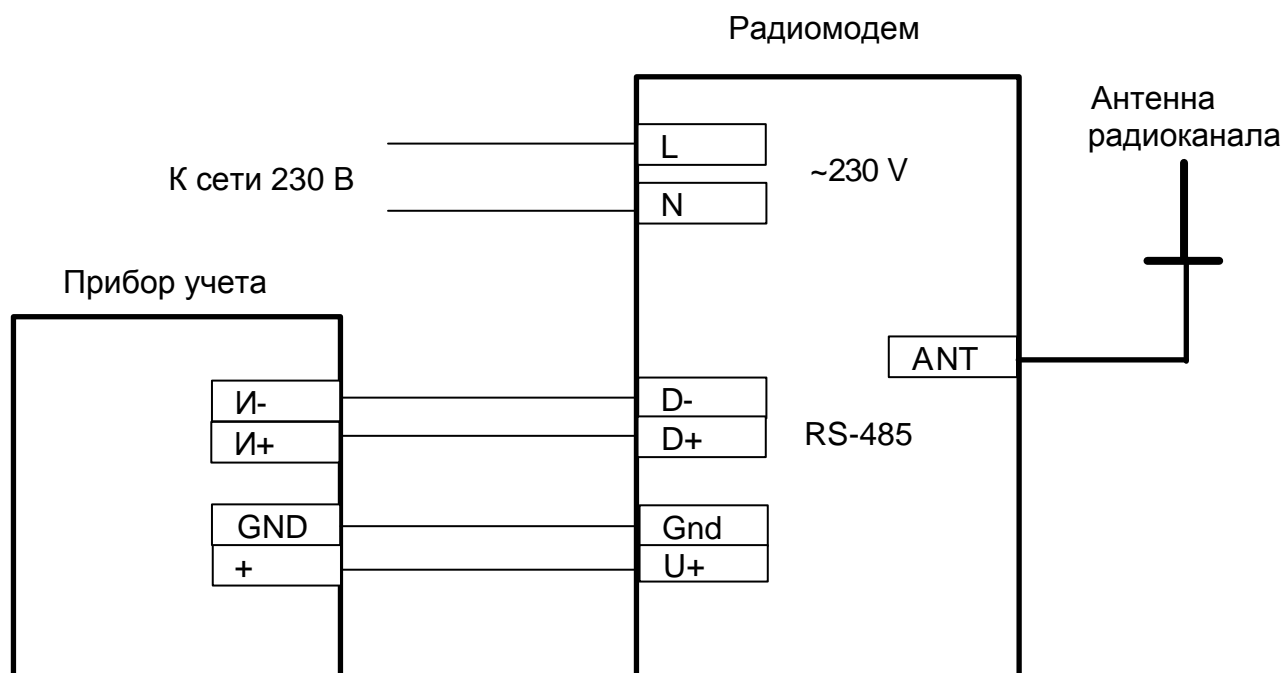 Радиомодем
Антенна
радиоканала
L
К сети 230 В
~230 V
N
Прибор учета
ANT
И-
D-
И+
D+
RS-485
GND
Gnd
+
U+